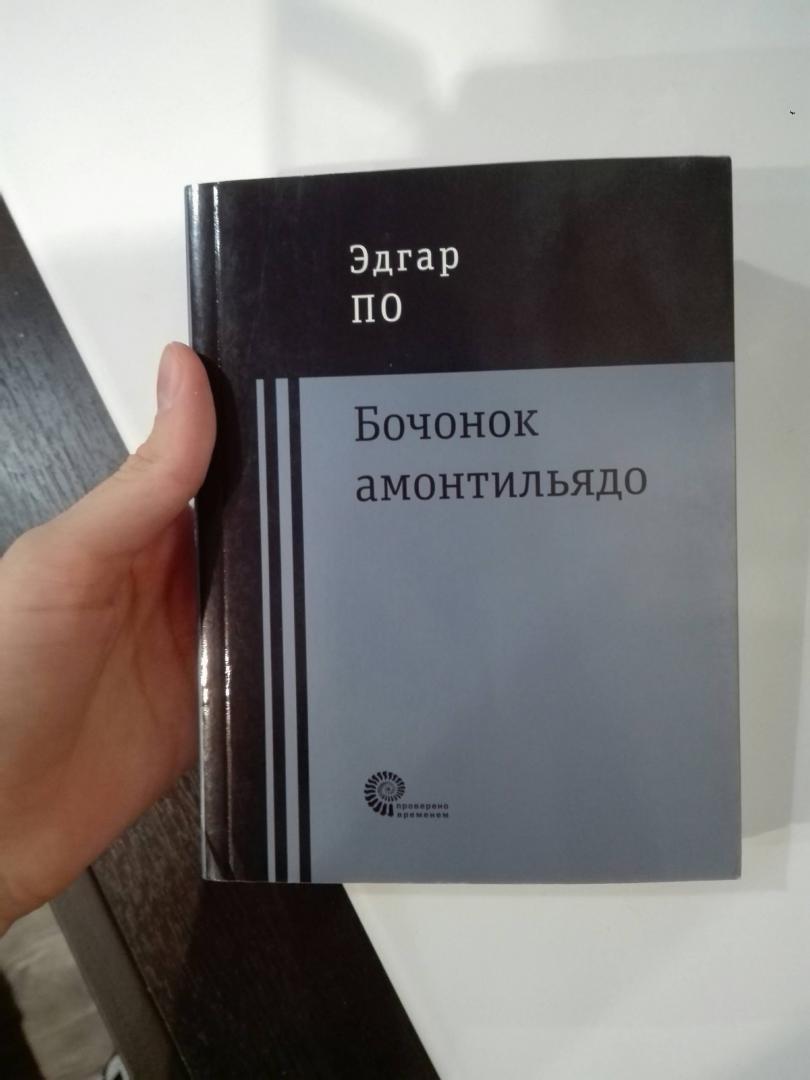 Эдгар
ПО
Бочонок
амонтильядо
проверено
временем